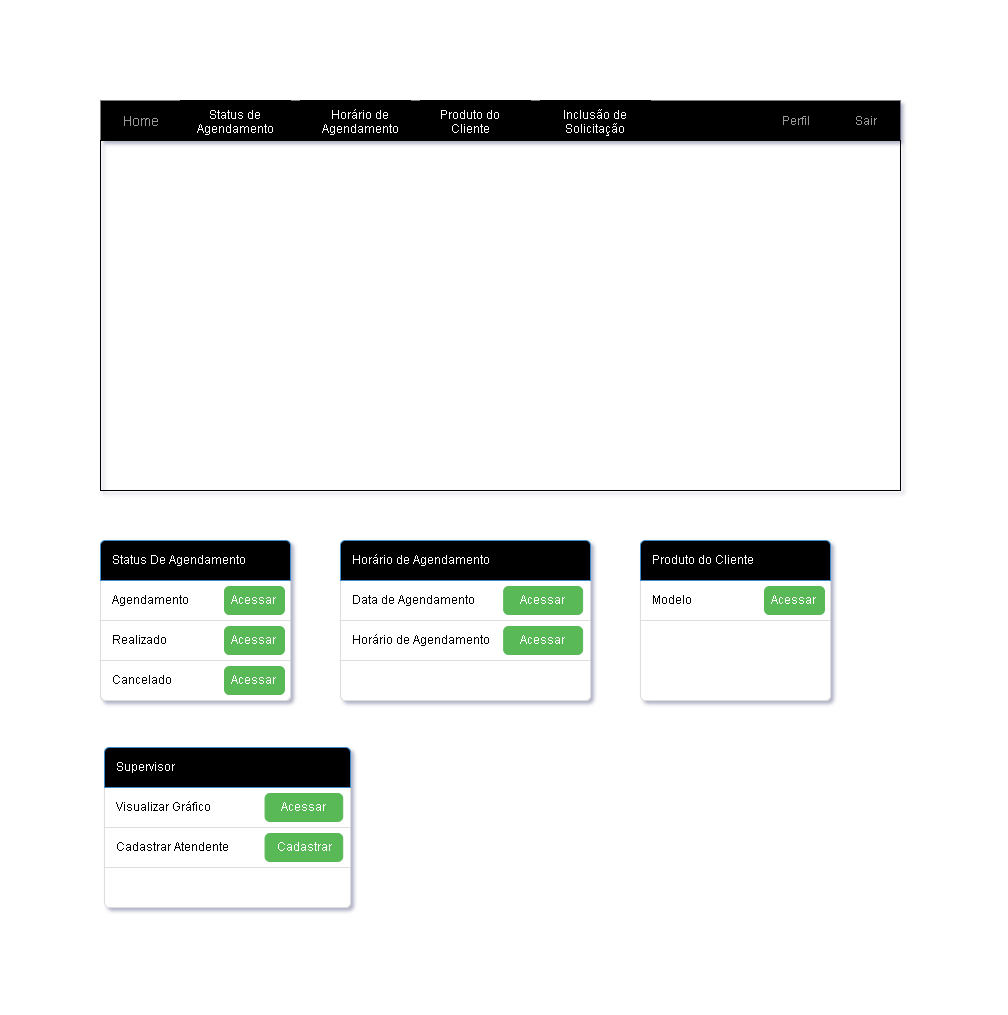 Home
Status de
Agendamento
Horário de
Agendamento
Produto do
Cliente
Inclusão de
Solicitação
Perfil
Sair
Status De Agendamento
Agendamento Acessar
Realizado Acessar
Cancelado Acessar
Horário de Agendamento
Data de Agendamento Acessar
Horário de Agendamento Acessar
Produto do Cliente
Modelo Acessar
Supervisor
Visualizar Gráfico Acessar
Cadastrar Atendente Cadastrar